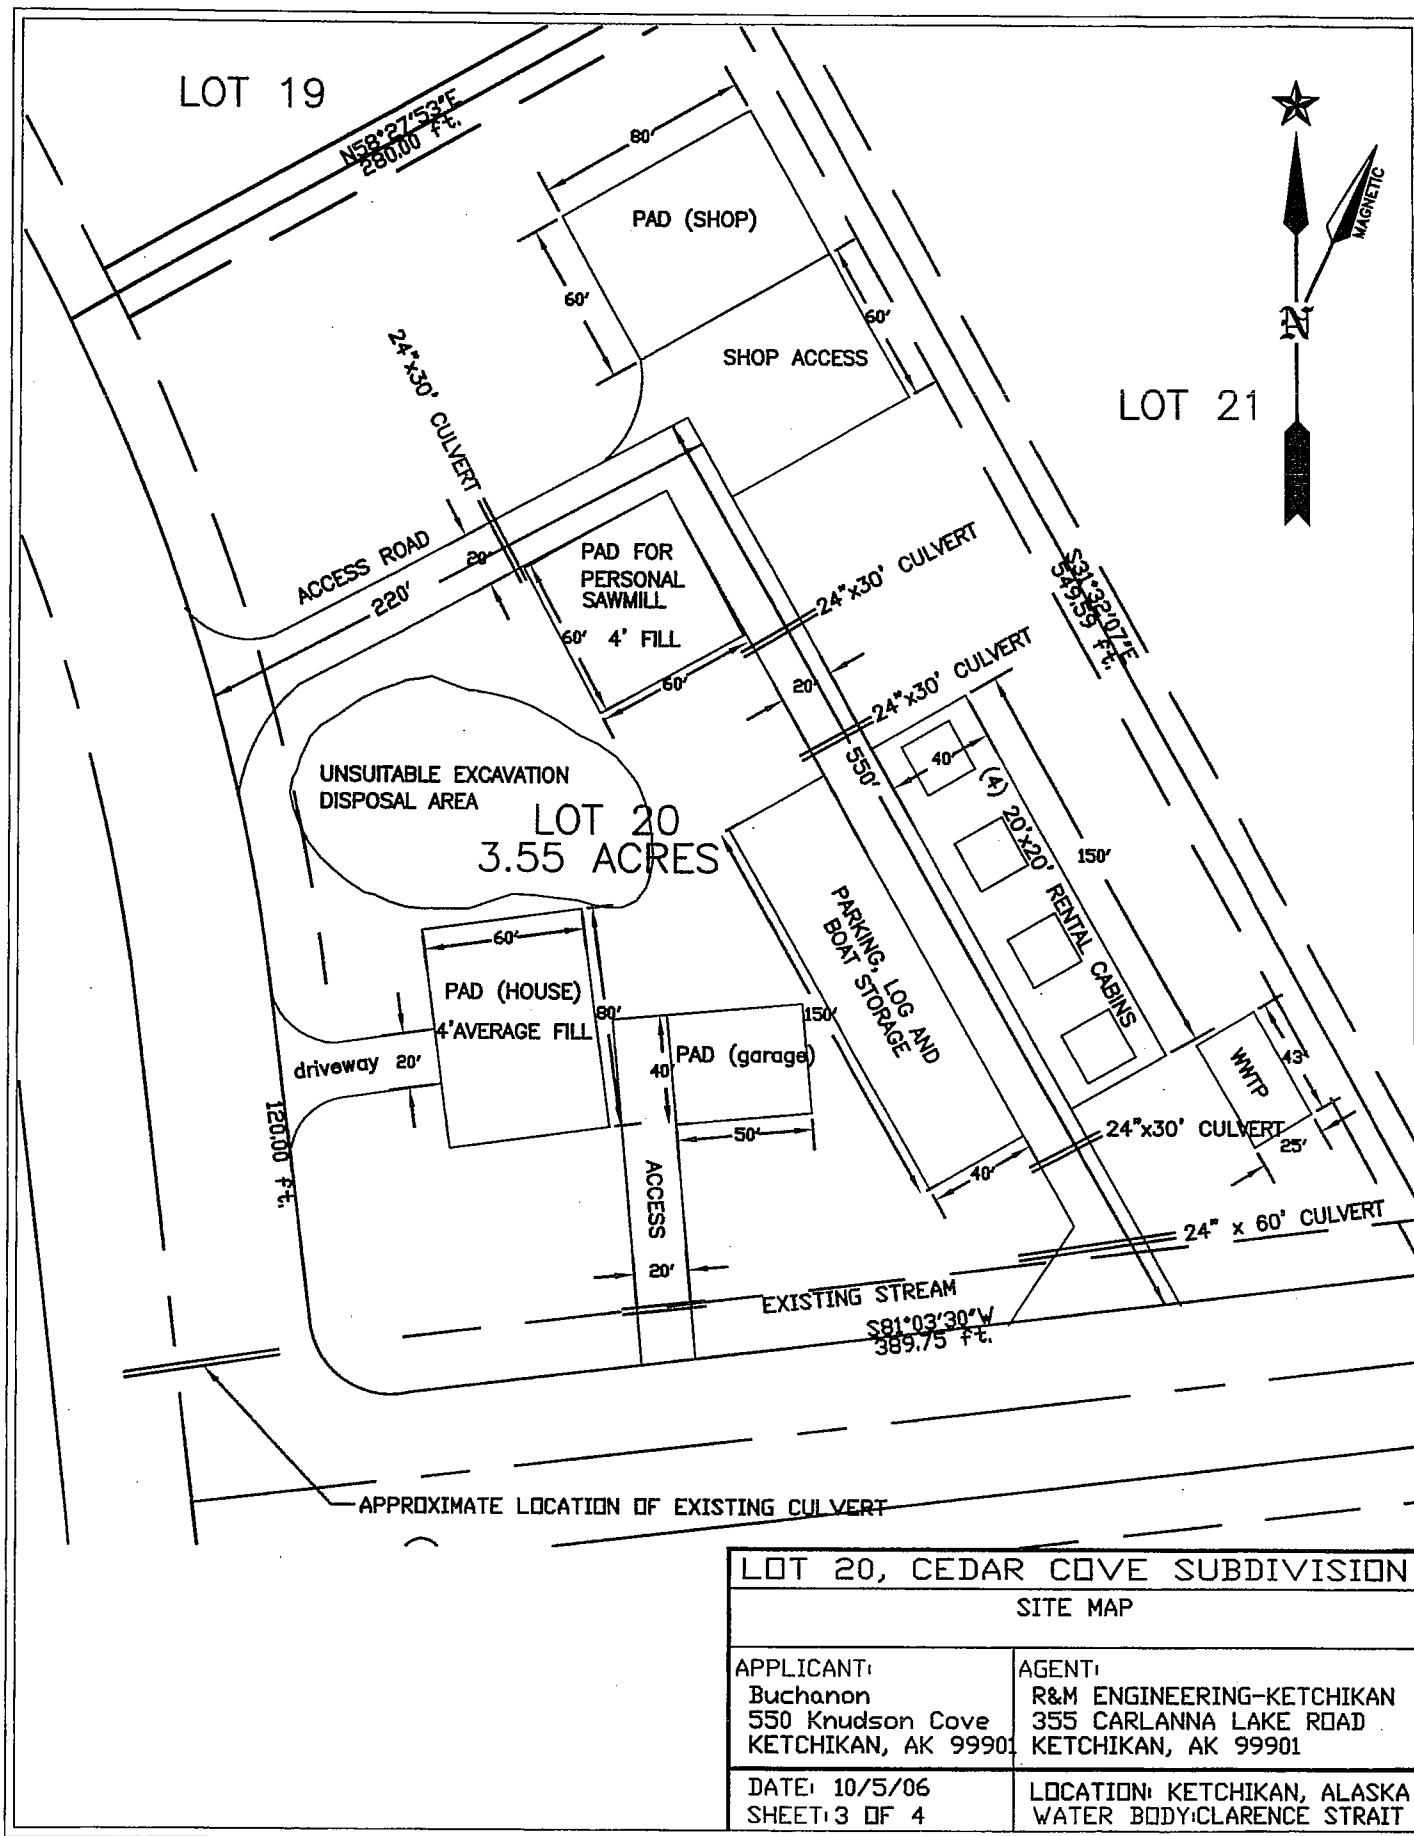 LOT 19
N58°27'53"E
280.00 ft.
80'
PAD (SHOP)
60'
60'
SHOP ACCESS
MAGNETIC
N
LOT 21
24"x30' CULVERT
ACCESS ROAD
20'
220'
PAD FOR
PERSONAL
SAWMILL
60' 4' FILL
60'
24"x30' CULVERT
S31°32'07"E
549.59 ft.
20'
24"x30' CULVERT
550'
40'
(4) 20'x20' RENTAL CABINS
150'
UNSUITABLE EXCAVATION
DISPOSAL AREA
LOT 20
3.55 ACRES
PARKING, LOG AND
BOAT STORAGE
150'
40'
60'
PAD (HOUSE)
4'AVERAGE FILL
80'
driveway 20'
120.00 ft.
40'
PAD (garage)
50'
ACCESS
20'
WWTP
43'
25'
24"x30' CULVERT
24" x 60' CULVERT
EXISTING STREAM
S81°03'30"W
389.75 ft.
APPROXIMATE LOCATION OF EXISTING CULVERT
LOT 20, CEDAR COVE SUBDIVISION
SITE MAP
APPLICANT:
Buchanon
550 Knudson Cove
KETCHIKAN, AK 99901
AGENT:
R&M ENGINEERING-KETCHIKAN
355 CARLANNA LAKE ROAD
KETCHIKAN, AK 99901
DATE: 10/5/06
SHEET: 3 OF 4
LOCATION: KETCHIKAN, ALASKA
WATER BODY:CLARENCE STRAIT